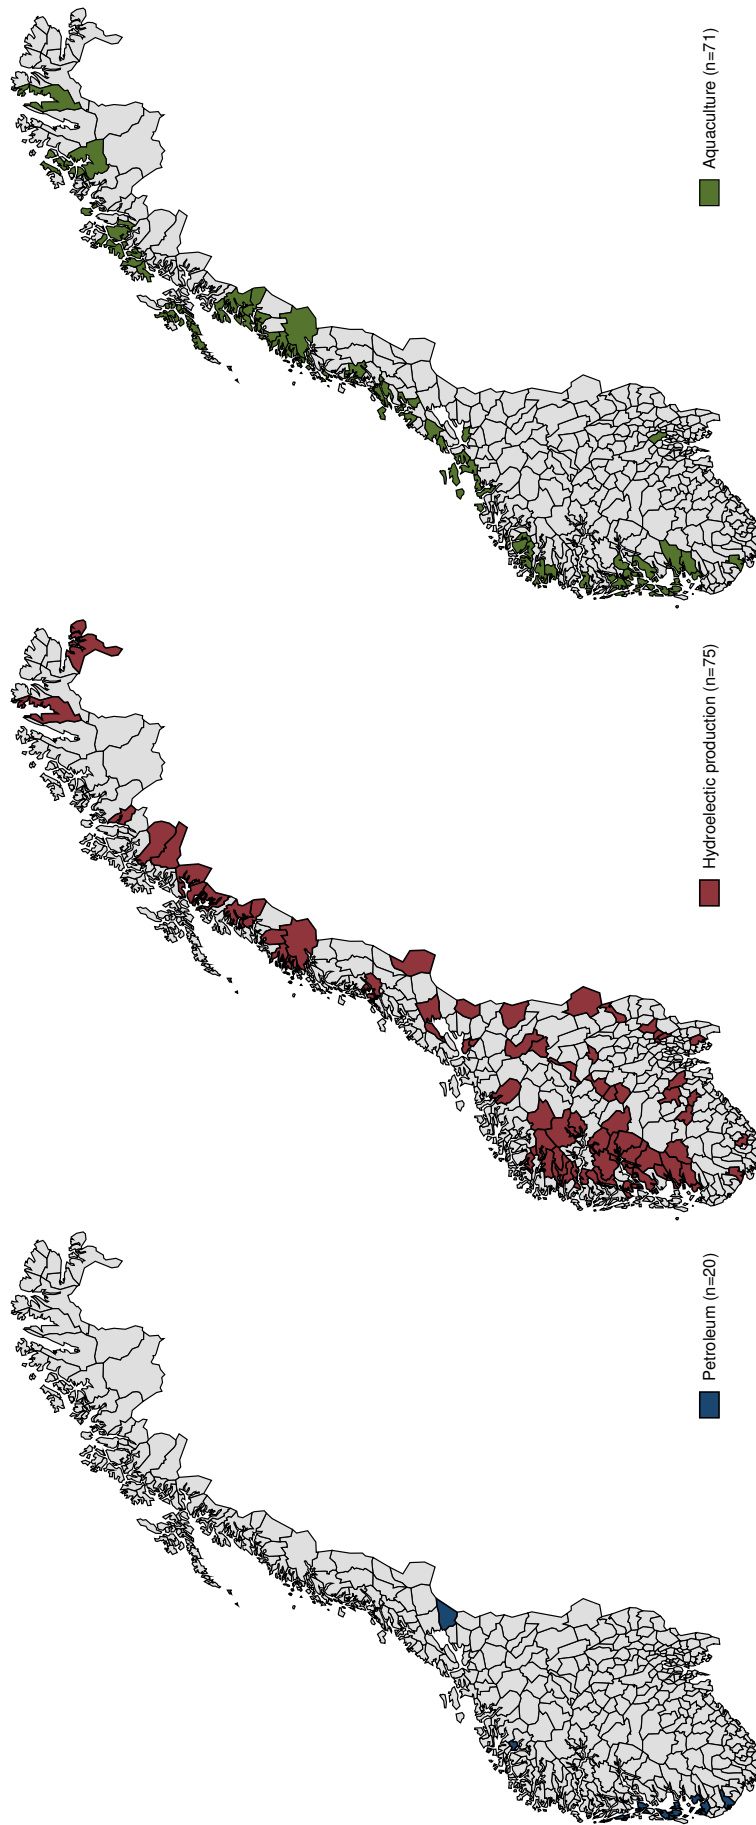 Aquaculture (n=71)
Hydroelectic production (n=75)
Petroleum (n=20)